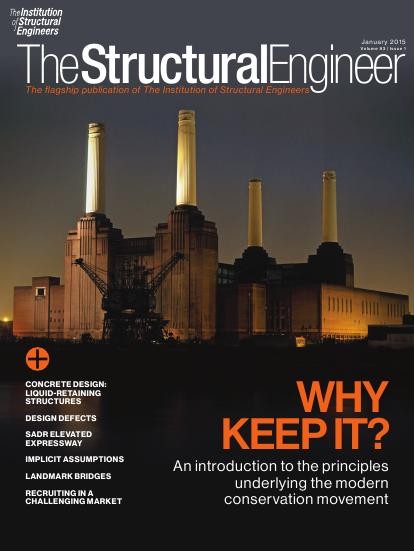 The Institution
of Structural
Engineers
January 2015
Volume 93 | Issue 1
TheStructuralEngineer
The flagship publication of The Institution of Structural Engineers
CONCRETE DESIGN:
LIQUID-RETAINING
STRUCTURES
DESIGN DEFECTS
SADR ELEVATED
EXPRESSWAY
IMPLICIT ASSUMPTIONS
LANDMARK BRIDGES
RECRUITING IN A
CHALLENGING MARKET
WHY
KEEP IT?
An introduction to the principles
underlying the modern
conservation movement